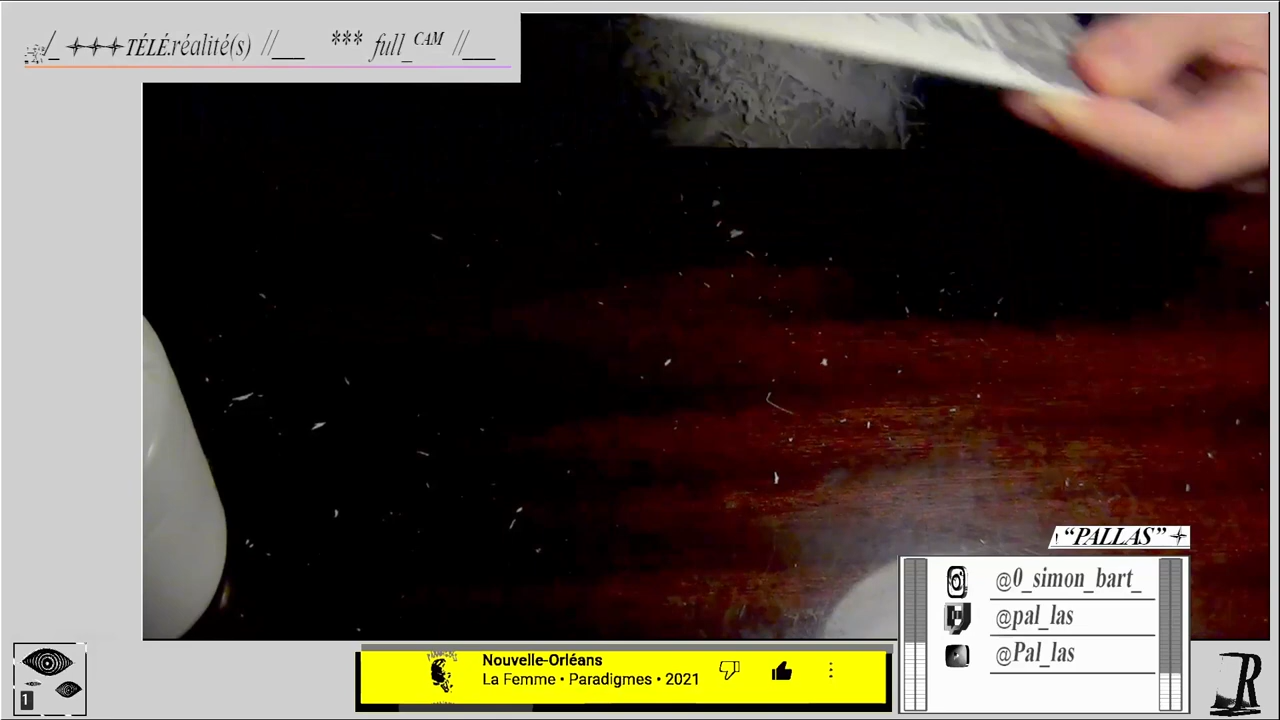 /_ ✦✦✦TÉLÉ.réalité(s) //___ *** full_CAM //___
! “PALLAS”
@0_simon_bart_
@pal_las
@Pal_las
Nouvelle-Orléans
La Femme • Paradigmes • 2021
1
R